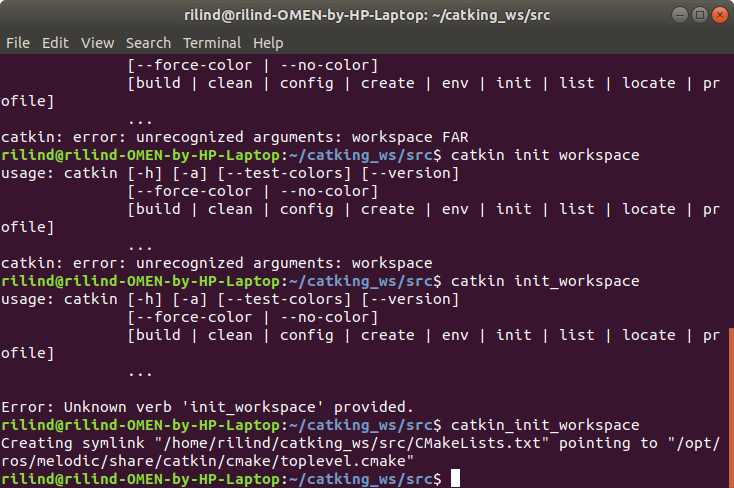 rilind@rilind-OMEN-by-HP-Laptop: ~/catking_ws/src
File Edit View Search Terminal Help
[--force-color | --no-color]
[build | clean | config | create | env | init | list | locate | pr
ofile]
...
catkin: error: unrecognized arguments: workspace FAR
rilind@rilind-OMEN-by-HP-Laptop:~/catking_ws/src$ catkin init workspace
usage: catkin [-h] [-a] [--test-colors] [--version]
[--force-color | --no-color]
[build | clean | config | create | env | init | list | locate | pr
ofile]
...
catkin: error: unrecognized arguments: workspace
rilind@rilind-OMEN-by-HP-Laptop:~/catking_ws/src$ catkin init_workspace
usage: catkin [-h] [-a] [--test-colors] [--version]
[--force-color | --no-color]
[build | clean | config | create | env | init | list | locate | pr
ofile]
...
Error: Unknown verb 'init_workspace' provided.
rilind@rilind-OMEN-by-HP-Laptop:~/catking_ws/src$ catkin_init_workspace
Creating symlink "/home/rilind/catking_ws/src/CMakeLists.txt" pointing to "/opt/
ros/melodic/share/catkin/cmake/toplevel.cmake"
rilind@rilind-OMEN-by-HP-Laptop:~/catking_ws/src$